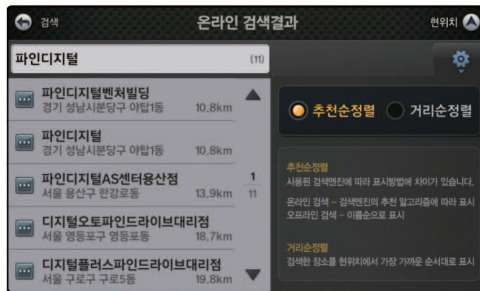 검색
온라인 검색결과
현위치
파인디지털
(11)
파인디지털벤처빌딩
경기 성남시분당구 야탑1동 10.8km
파인디지털
경기 성남시분당구 야탑1동 10.8km
파인디지털AS센터용산점
서울 용산구 한강로동 13.9km
디지털오토파인드라이브대리점
서울 영등포구 영등포동 18.7km
디지털플러스파인드라이브대리점
서울 구로구 구로5동 19.8km
1
11
추천순정렬
거리순정렬
추천순정렬
사용된 검색엔진에 따라 표시방법에 차이가 있습니다.
온라인 검색 - 검색엔진의 추천 알고리즘에 따라 표시
오프라인 검색 - 이름순으로 표시
거리순정렬
검색한 장소를 현위치에서 가장 가까운 순서대로 표시